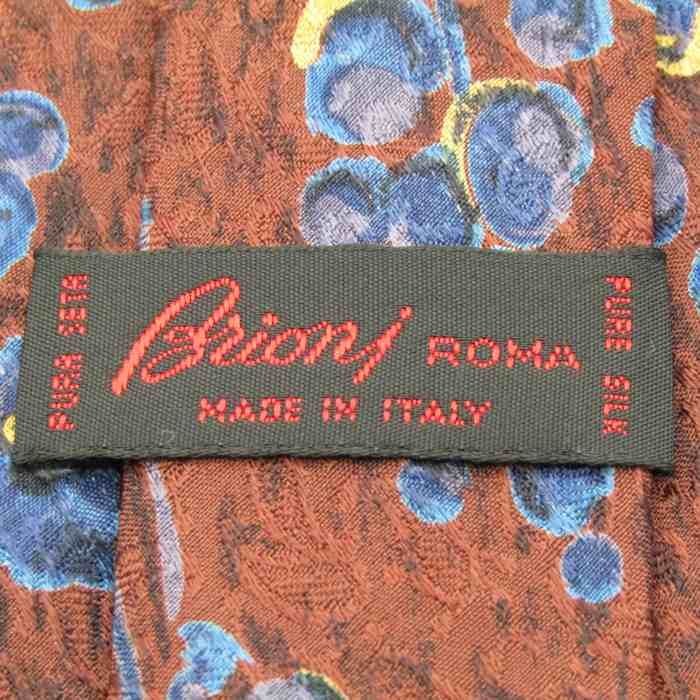 PURA SETA
Brioni ROMA
MADE IN ITALY
PURE SILK